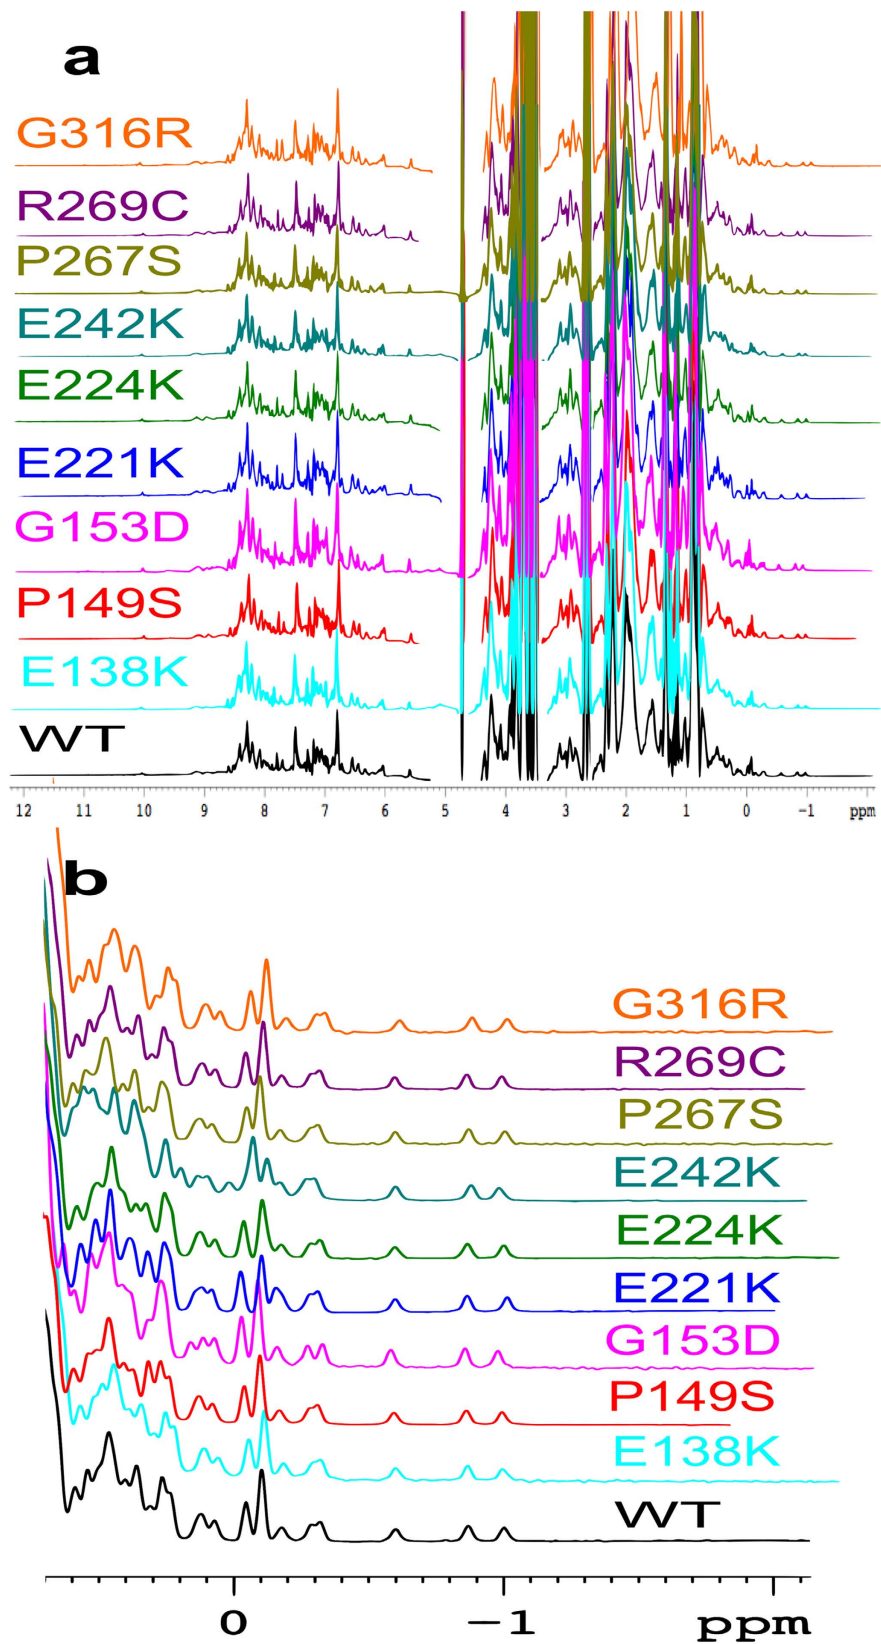 a
G316R
R269C
P267S
E242K
E224K
E221K
G153D
P149S
E138K
WT
12 11 10 9 8 7 6 5 4 3 2 1 0 -1 ppm
b
G316R
R269C
P267S
E242K
E224K
E221K
G153D
P149S
E138K
WT
0 -1 ppm